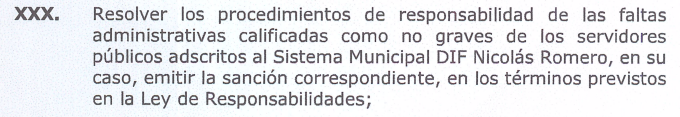 XXX. Resolver los procedimientos de responsabilidad de las faltas
administrativas calificadas como no graves de los servidores
públicos adscritos al Sistema Municipal DIF Nicolás Romero, en su
caso, emitir la sanción correspondiente, en los términos previstos
en la Ley de Responsabilidades;